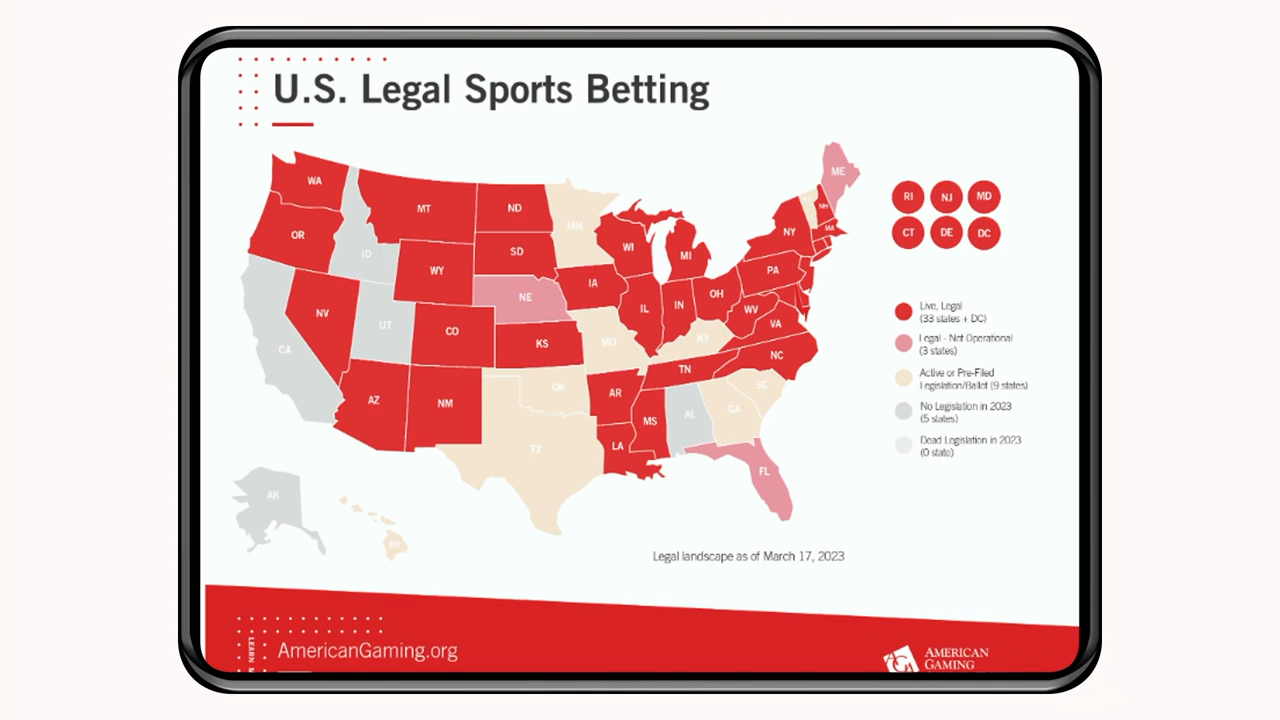 U.S. Legal Sports Betting
ME
WA
MT
ND
MN
RI
NJ
MD
NH
OR
ID
SD
WI
NY
MA
CT
DE
DC
WY
MI
PA
NE
IA
OH
IL
IN
WV
NV
UT
CO
VA
CA
KS
MO
KY
NC
TN
AZ
NM
OK
AR
SC
MS
AL
GA
TX
LA
FL
AK
HI
Live, Legal
(33 states + DC)
Legal - Not Operational
(3 states)
Active or Pre-Filed
Legislation/Ballot (9 states)
No Legislation in 2023
(5 states)
Dead Legislation in 2023
(0 state)
Legal landscape as of March 17, 2023
LEARN
AmericanGaming.org
AGA
AMERICAN
GAMING